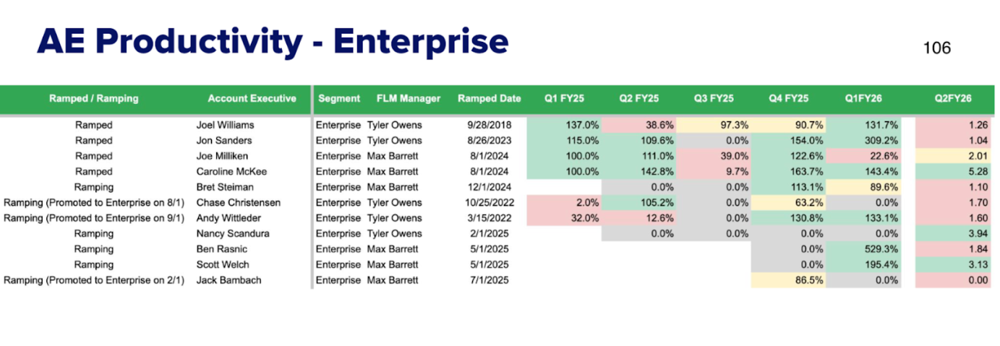 AE Productivity - Enterprise
106
Ramped / Ramping Account Executive Segment FLM Manager Ramped Date Q1 FY25 Q2 FY25 Q3 FY25 Q4 FY25 Q1FY26 Q2FY26
Ramped Joel Williams Enterprise Tyler Owens 9/28/2018 137.0% 38.6% 97.3% 90.7% 131.7% 1.26
Ramped Jon Sanders Enterprise Tyler Owens 8/26/2023 115.0% 109.6% 0.0% 154.0% 309.2% 1.04
Ramped Joe Milliken Enterprise Max Barrett 8/1/2024 100.0% 111.0% 39.0% 122.6% 22.6% 2.01
Ramped Caroline McKee Enterprise Max Barrett 8/1/2024 100.0% 142.8% 9.7% 163.7% 143.4% 5.28
Ramping Bret Steiman Enterprise Max Barrett 12/1/2024 0.0% 0.0% 113.1% 89.6% 1.10
Ramping (Promoted to Enterprise on 8/1) Chase Christensen Enterprise Tyler Owens 10/25/2022 2.0% 105.2% 0.0% 63.2% 0.0% 1.70
Ramping (Promoted to Enterprise on 9/1) Andy Wittleder Enterprise Tyler Owens 3/15/2022 32.0% 12.6% 0.0% 130.8% 133.1% 1.60
Ramping Nancy Scandura Enterprise Tyler Owens 2/1/2025 0.0% 0.0% 0.0% 0.0% 3.94
Ramping Ben Rasnic Enterprise Max Barrett 5/1/2025 0.0% 529.3% 1.84
Ramping Scott Welch Enterprise Max Barrett 5/1/2025 0.0% 195.4% 3.13
Ramping (Promoted to Enterprise on 2/1) Jack Bambach Enterprise Max Barrett 7/1/2025 86.5% 0.0% 0.00